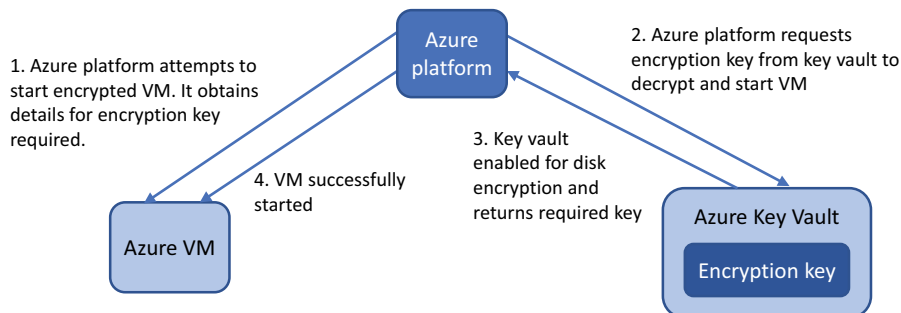 Azure
platform
1. Azure platform attempts to
start encrypted VM. It obtains
details for encryption key
required.
2. Azure platform requests
encryption key from key vault to
decrypt and start VM
3. Key vault
enabled for disk
encryption and
returns required key
4. VM successfully
started
Azure VM
Azure Key Vault
Encryption key